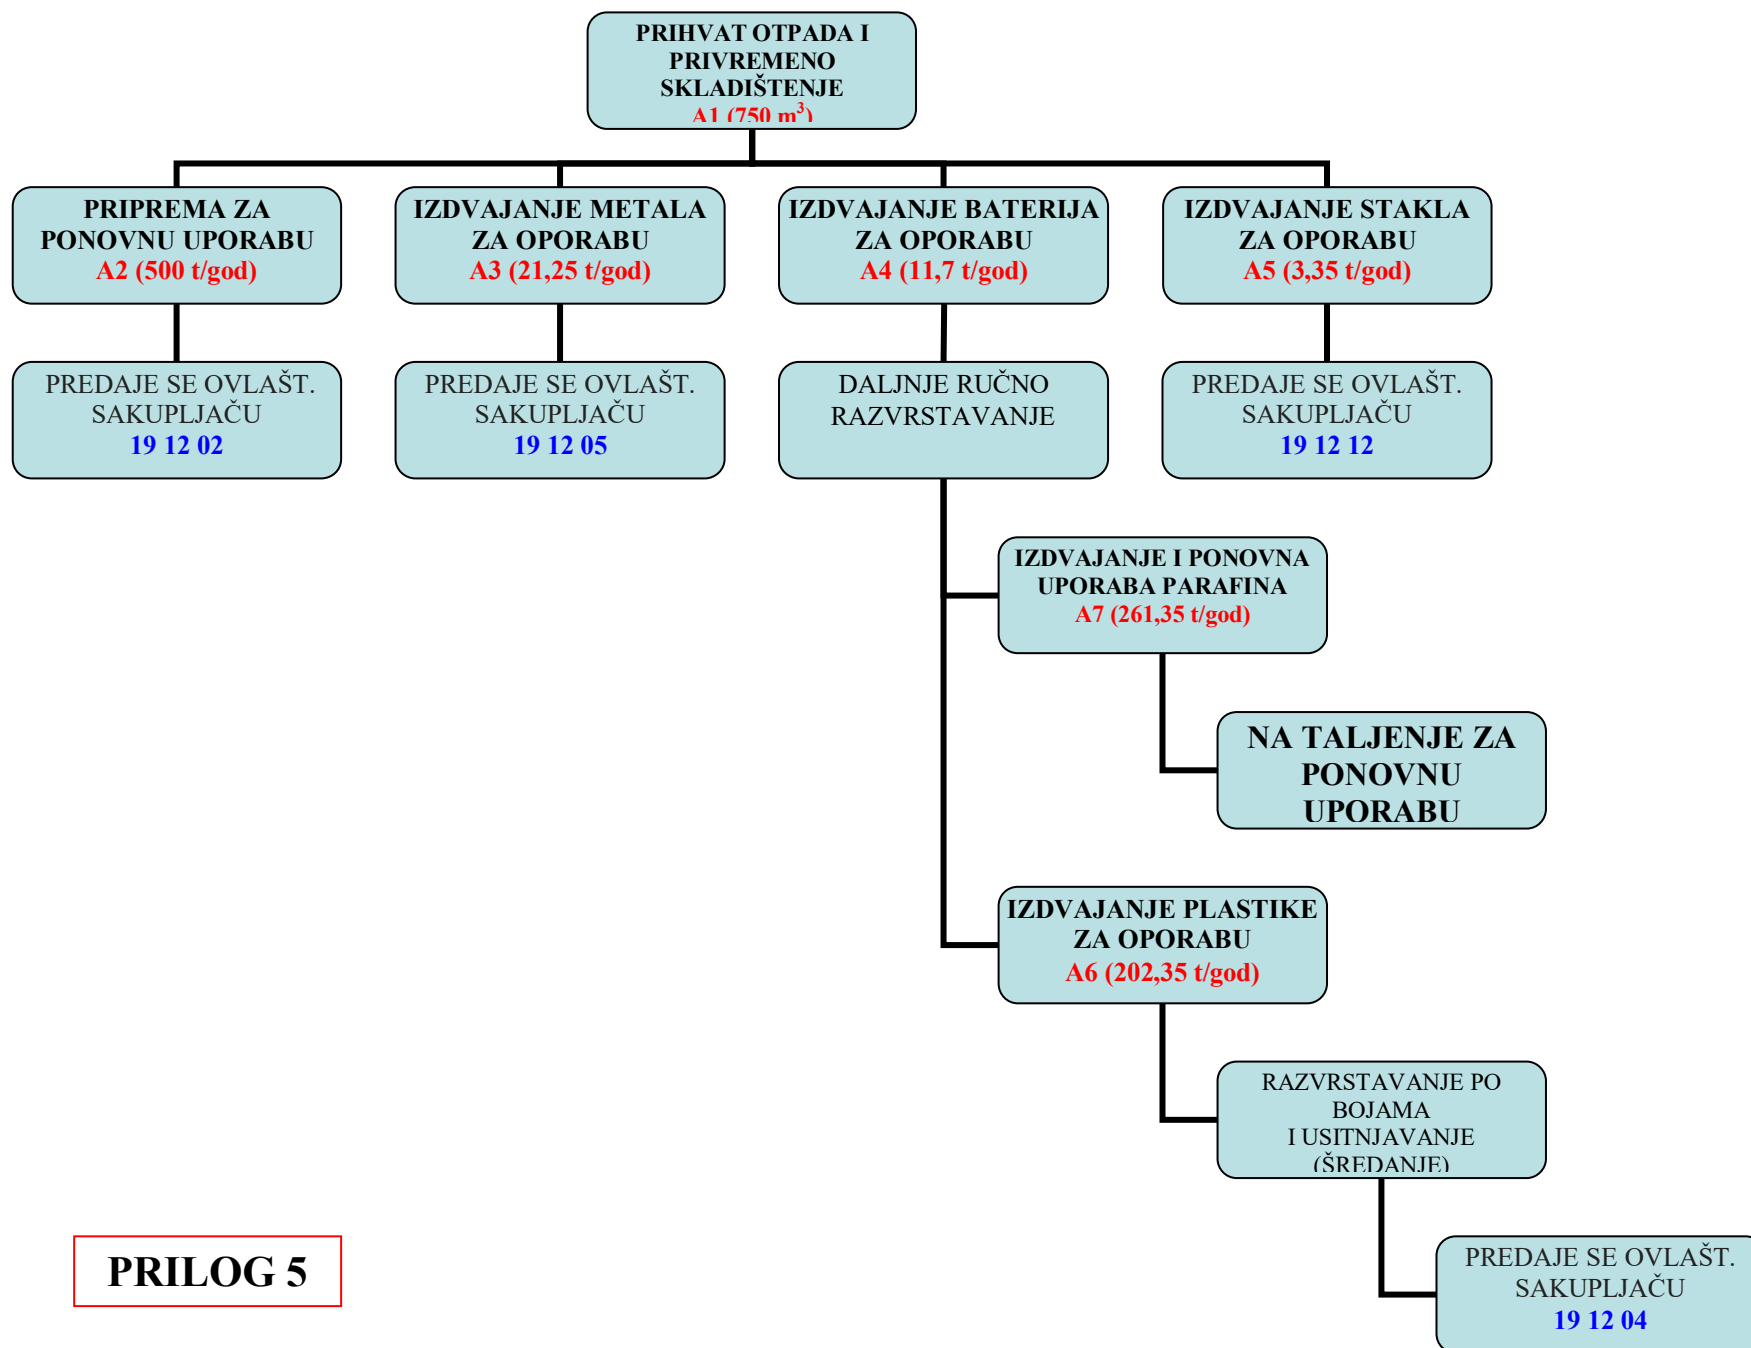 PRIHVAT OTPADA I
PRIVREMENO
SKLADIŠTENJE
A1 (750 m³)
PRIPREMA ZA
PONOVNU UPORABU
A2 (500 t/god)
IZDVAJANJE METALA
ZA OPORABU
A3 (21,25 t/god)
IZDVAJANJE BATERIJA
ZA OPORABU
A4 (11,7 t/god)
IZDVAJANJE STAKLA
ZA OPORABU
A5 (3,35 t/god)
PREDAJE SE OVLAŠT.
SAKUPLJAČU
19 12 02
PREDAJE SE OVLAŠT.
SAKUPLJAČU
19 12 05
DALJNJE RUČNO
RAZVRSTAVANJE
PREDAJE SE OVLAŠT.
SAKUPLJAČU
19 12 12
IZDVAJANJE I PONOVNA
UPORABA PARAFINA
A7 (261,35 t/god)
NA TALJENJE ZA
PONOVNU
UPORABU
IZDVAJANJE PLASTIKE
ZA OPORABU
A6 (202,35 t/god)
RAZVRSTAVANJE PO
BOJAMA
I USITNJAVANJE
(ŠREDANJE)
PREDAJE SE OVLAŠT.
SAKUPLJAČU
19 12 04
PRILOG 5